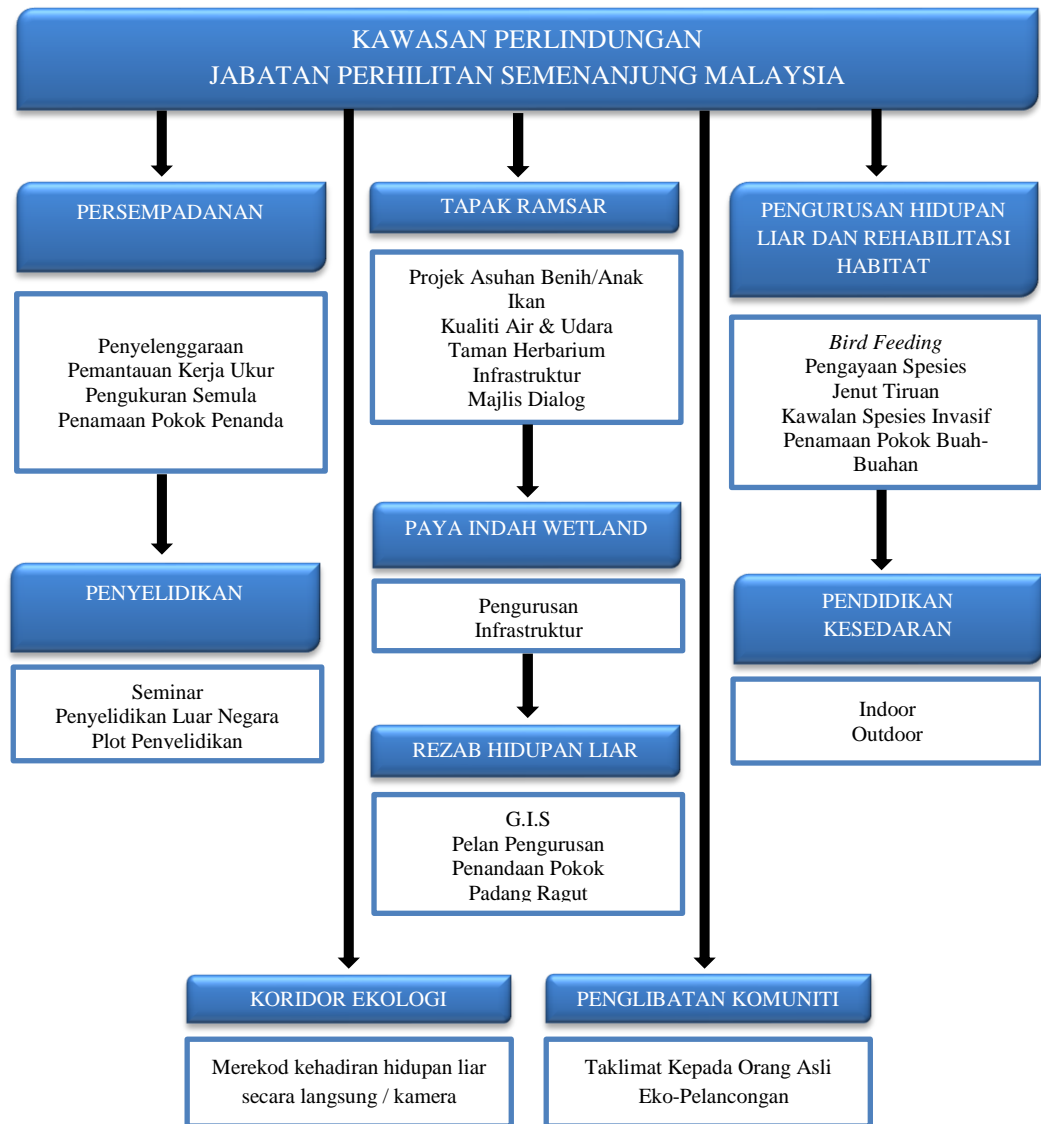 KAWASAN PERLINDUNGAN
JABATAN PERHILITAN SEMENANJUNG MALAYSIA
PERSEMPADANAN
Penyelenggaraan
Pemantauan Kerja Ukur
Pengukuran Semula
Penamaan Pokok Penanda
PENYELIDIKAN
Seminar
Penyelidikan Luar Negara
Plot Penyelidikan
TAPAK RAMSAR
Projek Asuhan Benih/Anak
Ikan
Kualiti Air & Udara
Taman Herbarium
Infrastruktur
Majlis Dialog
PAYA INDAH WETLAND
Pengurusan
Infrastruktur
REZAB HIDUPAN LIAR
G.I.S
Pelan Pengurusan
Penandaan Pokok
Padang Ragut
PENGURUSAN HIDUPAN
LIAR DAN REHABILITASI
HABITAT
Bird Feeding
Pengayaan Spesies
Jenut Tiruan
Kawalan Spesies Invasif
Penamaan Pokok Buah-
Buahan
PENDIDIKAN
KESEDARAN
Indoor
Outdoor
KORIDOR EKOLOGI
Merekod kehadiran hidupan liar
secara langsung / kamera
PENGLIBATAN KOMUNITI
Taklimat Kepada Orang Asli
Eko-Pelancongan